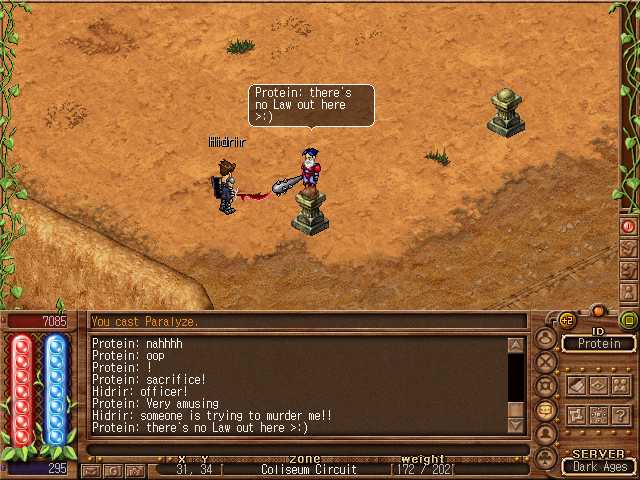 Protein: there's
no Law out here
>:)
Hidrir
7085
You cast Paralyze.
+2
ID
Protein
Protein: nahhhh
Protein: oop
Protein: !
Protein: sacrifice!
Hidrir: officer!
Protein: Very amusing
Hidrir: someone is trying to murder me!!
Protein: there's no Law out here >:)
295
x y zone weight
31, 34 [ Coliseum Circuit [172 / 202[
SERVER
Dark Ages